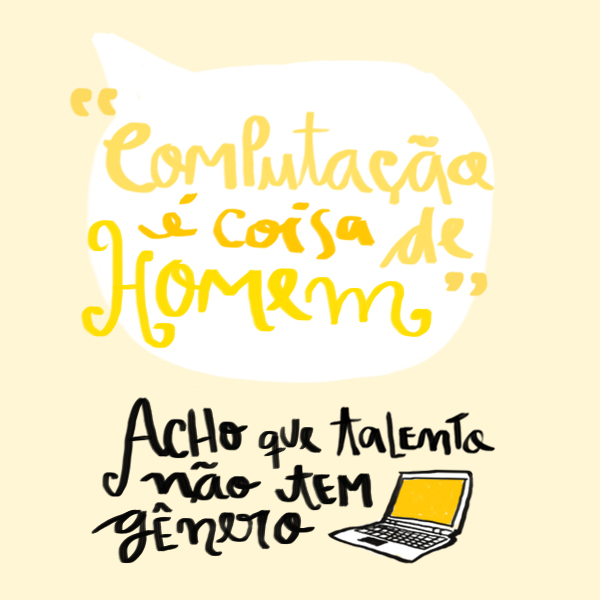 “Computação
é coisa de
Homem”
Acho que talento
não tem
gênero